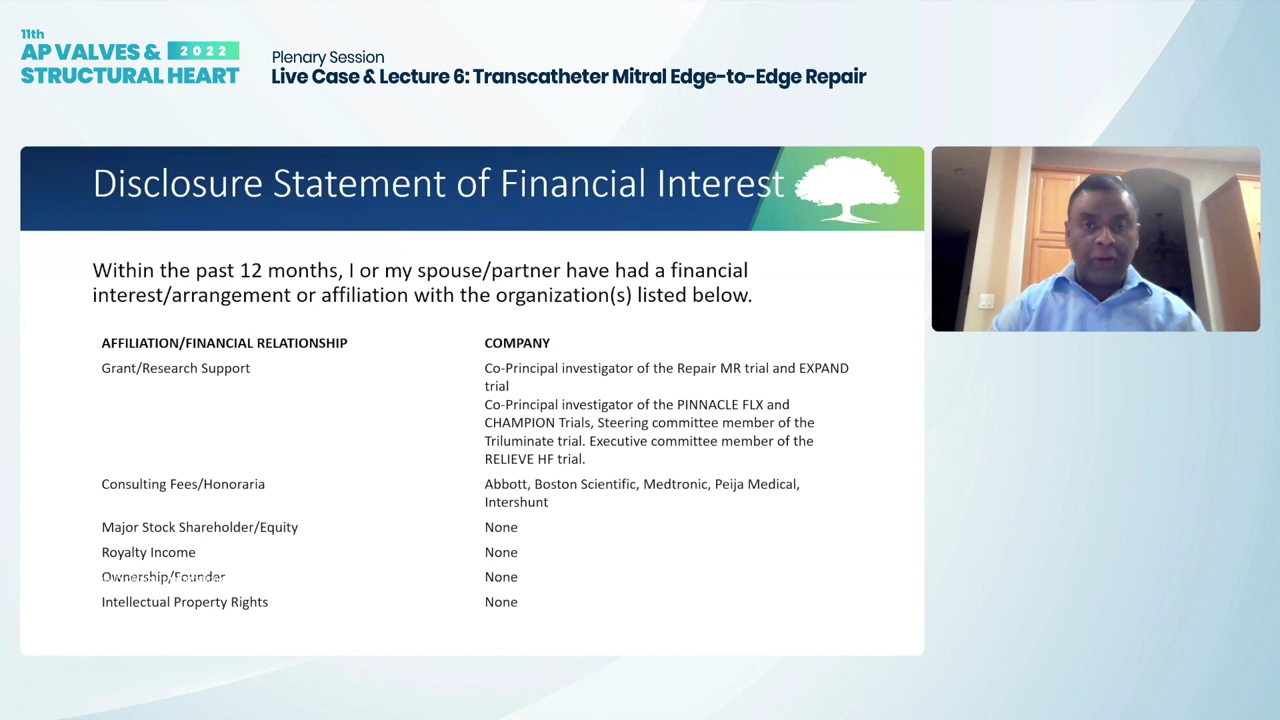 11th
AP VALVES & 2022
STRUCTURAL HEART
Plenary Session
Live Case & Lecture 6: Transcatheter Mitral Edge-to-Edge Repair
Disclosure Statement of Financial Interest
Within the past 12 months, I or my spouse/partner have had a financial
interest/arrangement or affiliation with the organization(s) listed below.
AFFILIATION/FINANCIAL RELATIONSHIP COMPANY
Grant/Research Support Co-Principal investigator of the Repair MR trial and EXPAND
trial
Co-Principal investigator of the PINNACLE FLX and
CHAMPION Trials, Steering committee member of the
Triluminate trial. Executive committee member of the
RELIEVE HF trial.
Consulting Fees/Honoraria Abbott, Boston Scientific, Medtronic, Peija Medical,
Intershunt
Major Stock Shareholder/Equity None
Royalty Income None
Ownership/Founder None
Intellectual Property Rights None